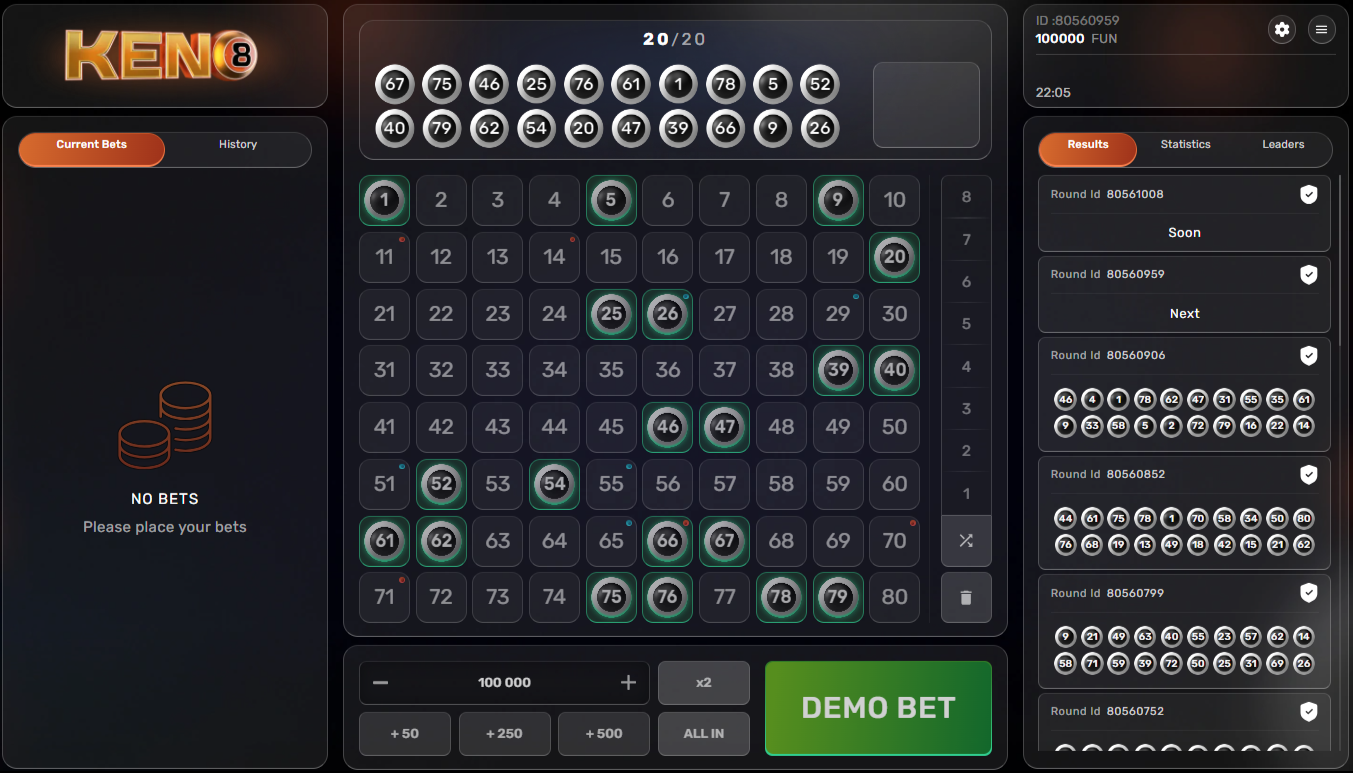 KENO 8
Current Bets History
NO BETS
Please place your bets
20/20
67 75 46 25 76 61 1 78 5 52
40 79 62 54 20 47 39 66 9 26
1 2 3 4 5 6 7 8 9 10
11 12 13 14 15 16 17 18 19 20
21 22 23 24 25 26 27 28 29 30
31 32 33 34 35 36 37 38 39 40
41 42 43 44 45 46 47 48 49 50
51 52 53 54 55 56 57 58 59 60
61 62 63 64 65 66 67 68 69 70
71 72 73 74 75 76 77 78 79 80
8
7
6
5
4
3
2
1
− 100 000 + x2
+50 +250 +500 ALL IN
DEMO BET
ID :80560959
100000 FUN
22:05
Results Statistics Leaders
Round Id 80561008
Soon
Round Id 80560959
Next
Round Id 80560906
46 4 1 78 62 47 31 55 35 61
9 33 58 5 2 72 79 16 22 14
Round Id 80560852
44 61 75 78 1 70 58 34 50 80
76 68 19 13 49 18 42 15 21 62
Round Id 80560799
9 21 49 63 40 55 23 57 62 14
58 71 59 39 72 50 25 31 69 26
Round Id 80560752